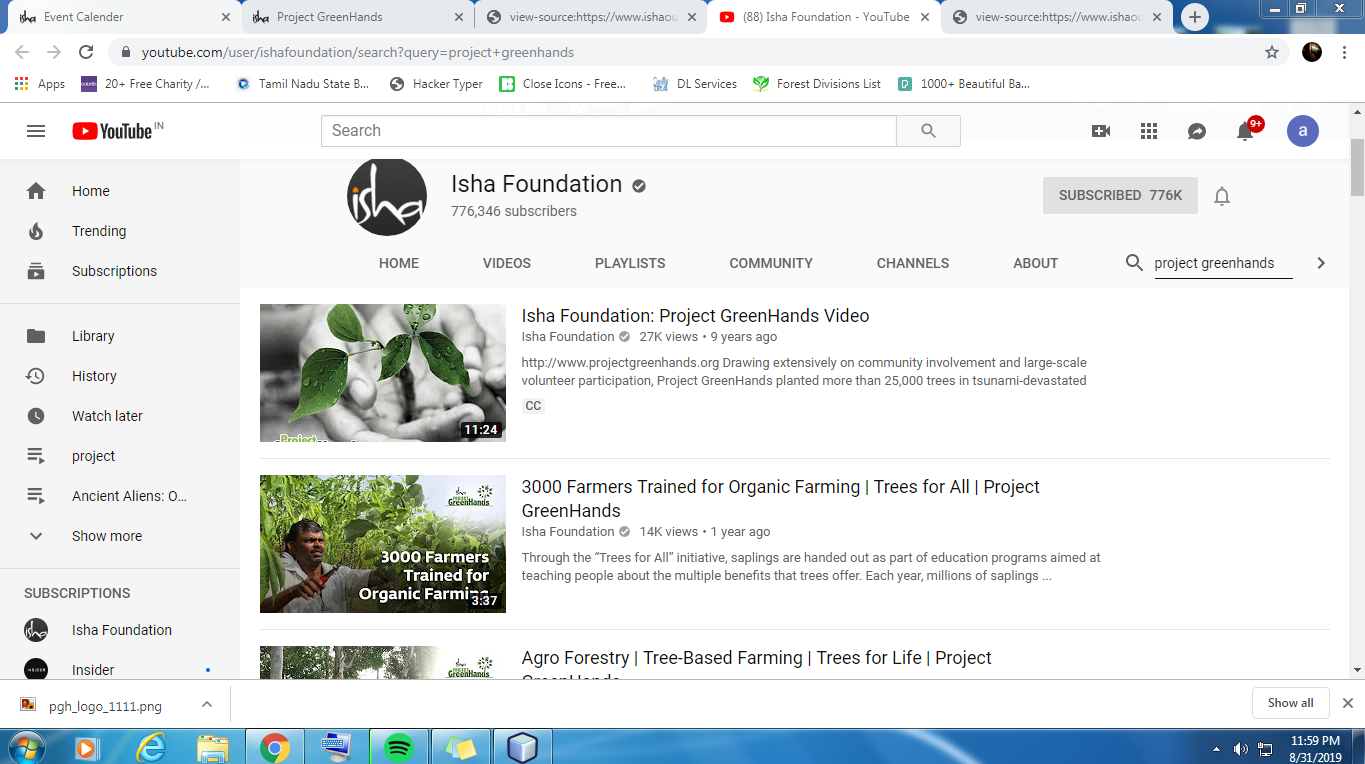 Event Calender
Project GreenHands
view-source:https://www.ishaou
(88) Isha Foundation - YouTube
view-source:https://www.ishaou
youtube.com/user/ishafoundation/search?query=project+greenhands
Apps
20+ Free Charity /...
Tamil Nadu State B...
Hacker Typer
Close Icons - Free...
DL Services
Forest Divisions List
1000+ Beautiful Ba...
YouTube IN
Search
9+
a
Home
Trending
Subscriptions
Library
History
Watch later
project
Ancient Aliens: O...
Show more
SUBSCRIPTIONS
Isha Foundation
Insider
isha
Isha Foundation
776,346 subscribers
SUBSCRIBED 776K
HOME
VIDEOS
PLAYLISTS
COMMUNITY
CHANNELS
ABOUT
project greenhands
Project
11:24
Isha Foundation: Project GreenHands Video
Isha Foundation 27K views • 9 years ago
http://www.projectgreenhands.org Drawing extensively on community involvement and large-scale
volunteer participation, Project GreenHands planted more than 25,000 trees in tsunami-devastated
CC
isha
PROJECT
GreenHands
3000 Farmers
Trained for
Organic Farming
3:37
3000 Farmers Trained for Organic Farming | Trees for All | Project
GreenHands
Isha Foundation 14K views • 1 year ago
Through the “Trees for All” initiative, saplings are handed out as part of education programs aimed at
teaching people about the multiple benefits that trees offer. Each year, millions of saplings ...
isha
PROJECT
GreenHands
Agro Forestry | Tree-Based Farming | Trees for Life | Project
GreenHands
pgh_logo_1111.png
Show all
11:59 PM
8/31/2019